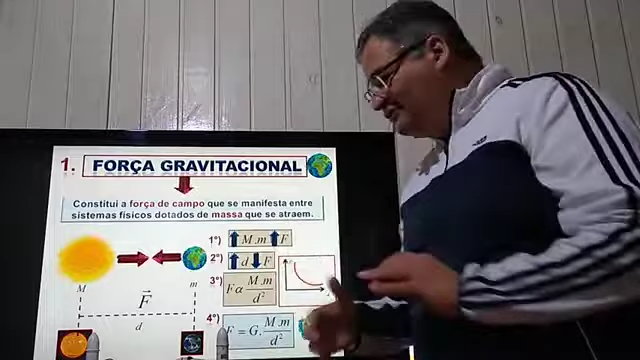 1. FORÇA GRAVITACIONAL
Constitui a força de campo que se manifesta entre
sistemas físicos dotados de massa que se atraem.
1º) M.m F
2º) d F
3º) F α M.m / d²
M m
F
d
4º) F = G. M.m / d²